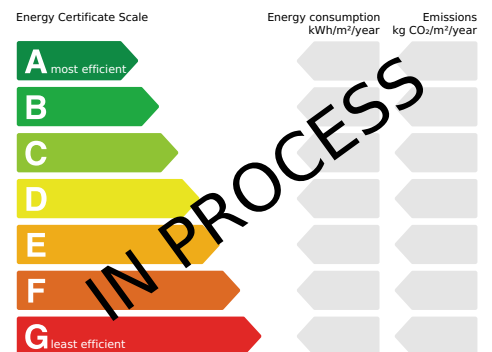 Energy Certificate Scale
Energy consumption
kWh/m²/year
Emissions
kg CO₂/m²/year
A most efficient
B
C
D
E
F
G least efficient
IN PROCESS